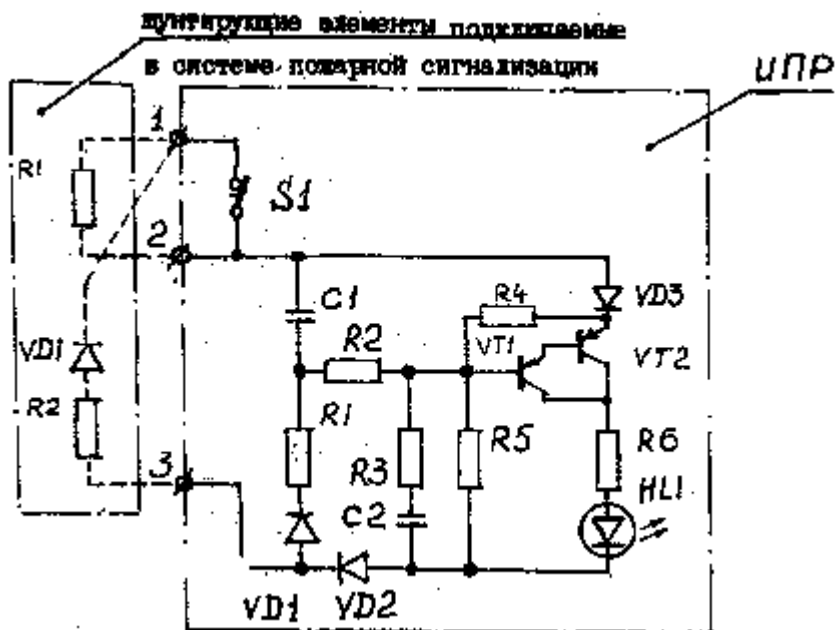 шунтирующие элементы подключаемые
в системе пожарной сигнализации
ИПР
1
R1
S1
2
C1
R4
VD3
R2
VT1
VT2
VD1
R2
R1
R3
R5
R6
3
C2
HL1
VD1
VD2